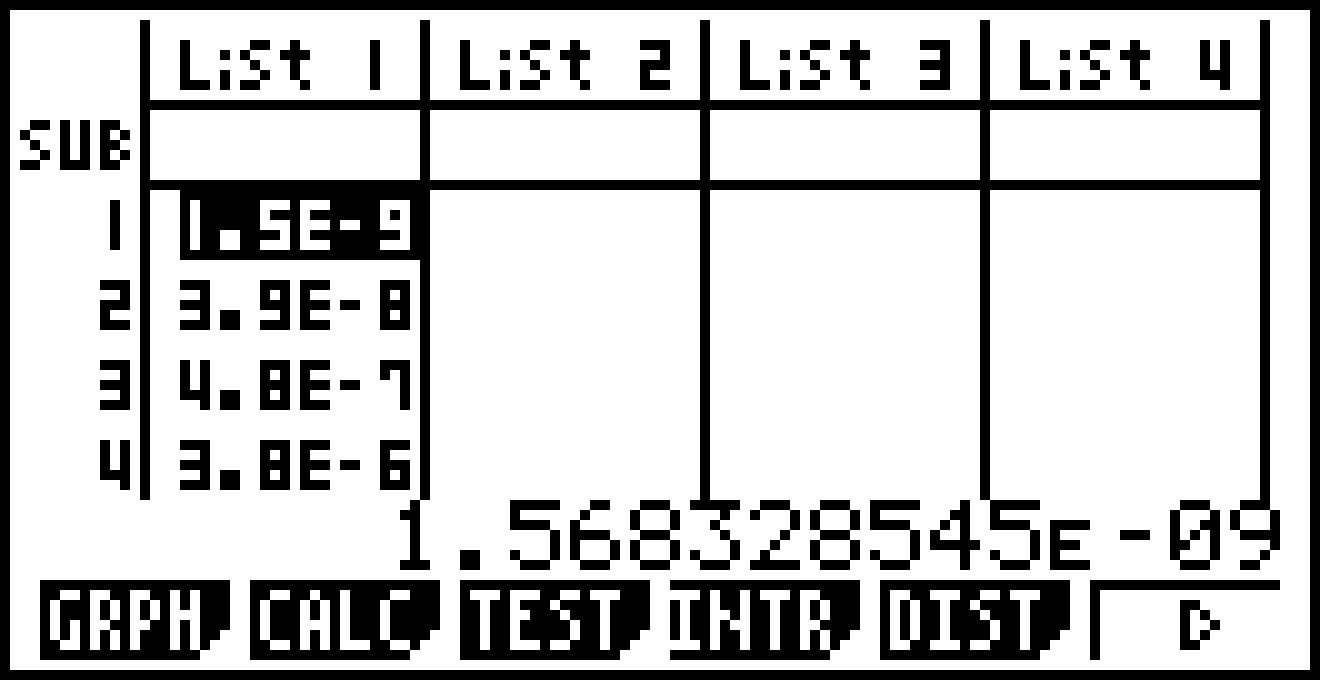 List 1 List 2 List 3 List 4
SUB
1 1.5E-9
2 3.9E-8
3 4.8E-7
4 3.8E-6
1.568328545E-09
GRPH CALC TEST INTR DIST ▷